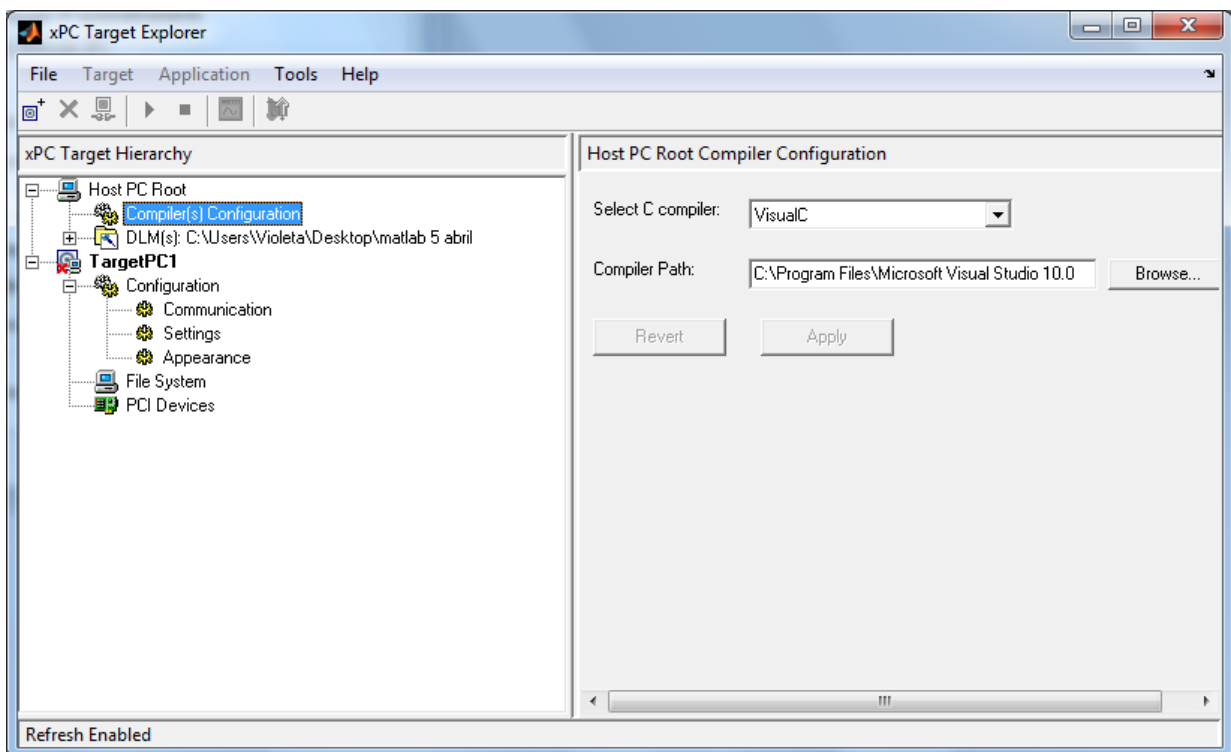 xPC Target Explorer
File Target Application Tools Help
xPC Target Hierarchy
Host PC Root
Compiler(s) Configuration
DLM(s): C:\Users\Violeta\Desktop\matlab 5 abril
TargetPC1
Configuration
Communication
Settings
Appearance
File System
PCI Devices
Host PC Root Compiler Configuration
Select C compiler: VisualC
Compiler Path: C:\Program Files\Microsoft Visual Studio 10.0 Browse...
Revert Apply
Refresh Enabled